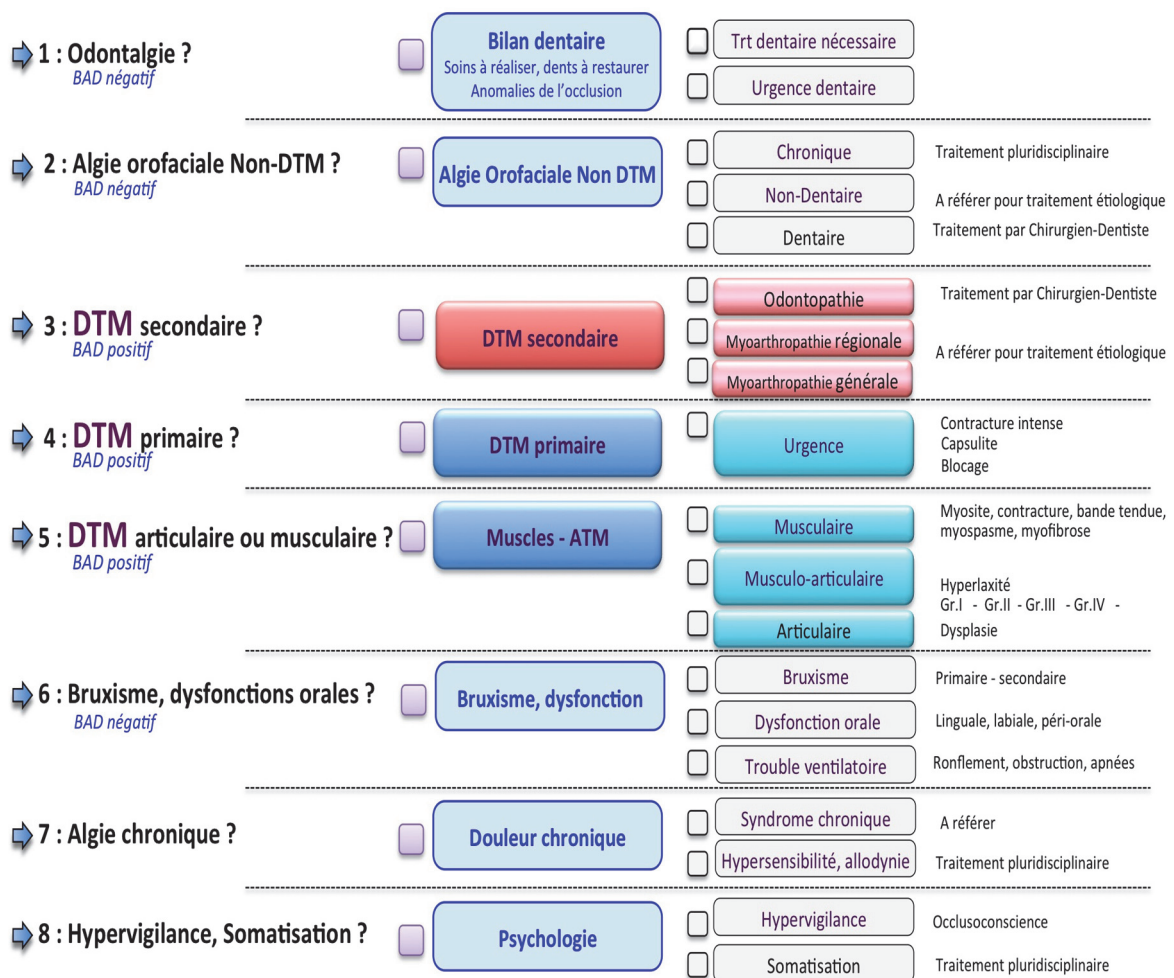 1 : Odontalgie ?
BAD négatif
Bilan dentaire
Soins à réaliser, dents à restaurer
Anomalies de l'occlusion
Trt dentaire nécessaire
Urgence dentaire
2 : Algie orofaciale Non-DTM ?
BAD négatif
Algie Orofaciale Non DTM
Chronique
Traitement pluridisciplinaire
Non-Dentaire
A référer pour traitement étiologique
Dentaire
Traitement par Chirurgien-Dentiste
3 : DTM secondaire ?
BAD positif
DTM secondaire
Odontopathie
Traitement par Chirurgien-Dentiste
Myoarthropathie régionale
A référer pour traitement étiologique
Myoarthropathie générale
4 : DTM primaire ?
BAD positif
DTM primaire
Urgence
Contracture intense
Capsulite
Blocage
5 : DTM articulaire ou musculaire ?
BAD positif
Muscles - ATM
Musculaire
Myosite, contracture, bande tendue,
myospasme, myofibrose
Musculo-articulaire
Hyperlaxité
Gr.I - Gr.II - Gr.III - Gr.IV -
Articulaire
Dysplasie
6 : Bruxisme, dysfonctions orales ?
BAD négatif
Bruxisme, dysfonction
Bruxisme
Primaire - secondaire
Dysfonction orale
Linguale, labiale, péri-orale
Trouble ventilatoire
Ronflement, obstruction, apnées
7 : Algie chronique ?
Douleur chronique
Syndrome chronique
A référer
Hypersensibilité, allodynie
Traitement pluridisciplinaire
8 : Hypervigilance, Somatisation ?
Psychologie
Hypervigilance
Occlusoconscience
Somatisation
Traitement pluridisciplinaire